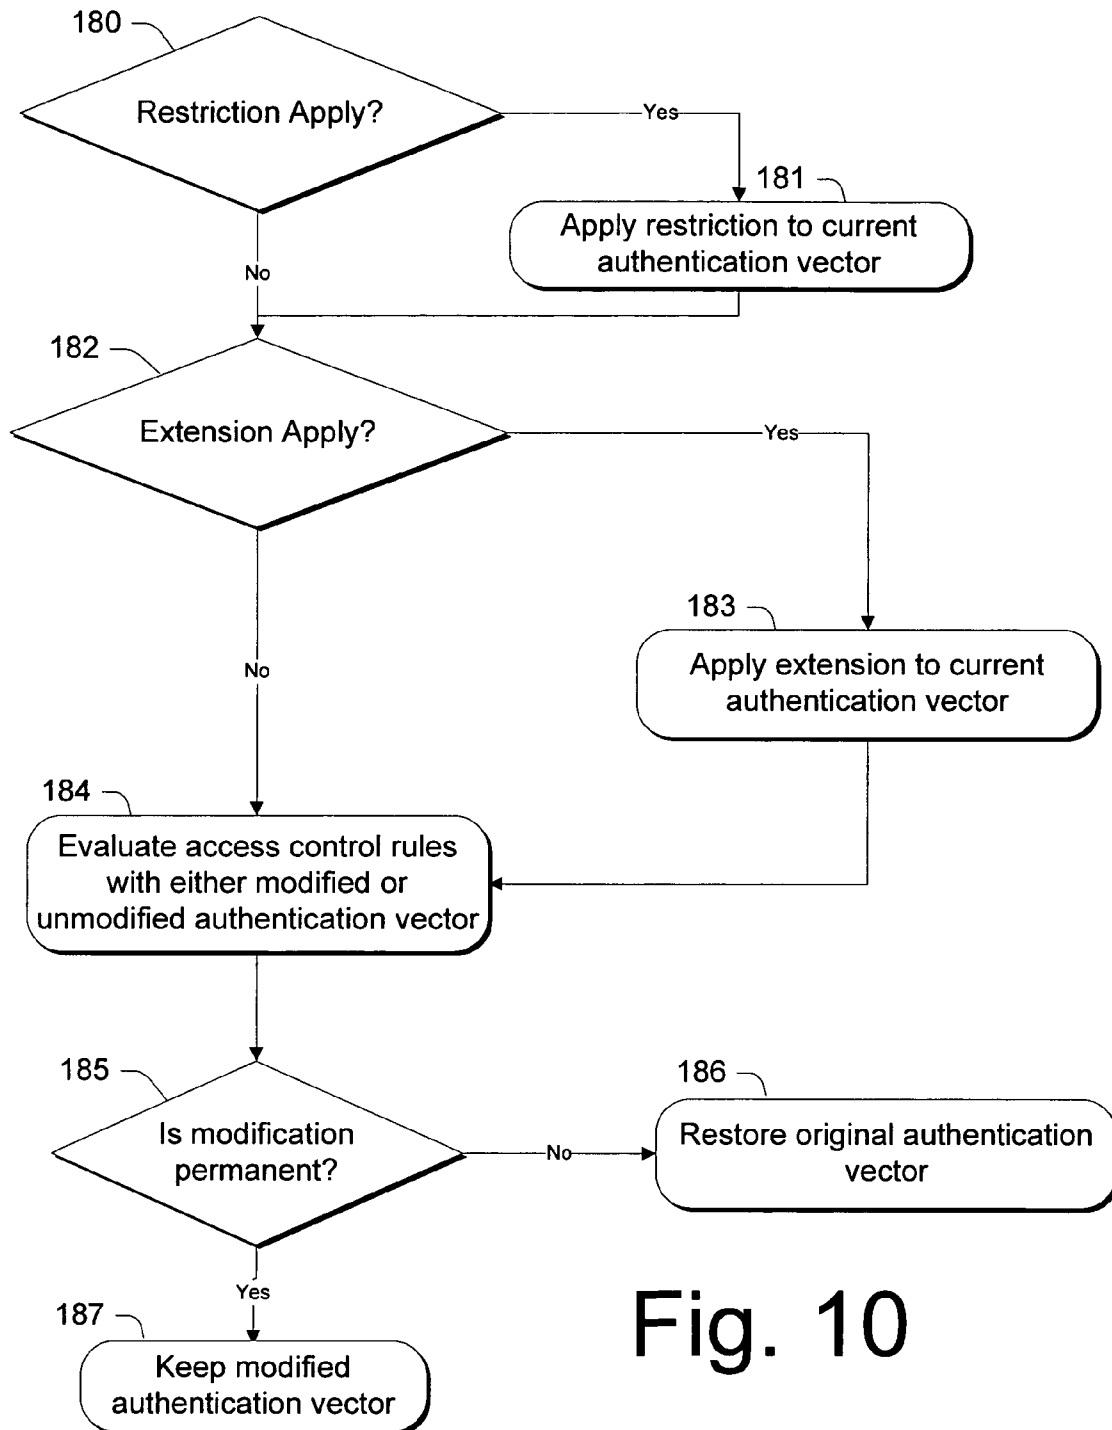 180
Restriction Apply?
Yes
181
Apply restriction to current
authentication vector
No
182
Extension Apply?
Yes
183
Apply extension to current
authentication vector
No
184
Evaluate access control rules
with either modified or
unmodified authentication vector
185
Is modification
permanent?
No
186
Restore original authentication
vector
Yes
187
Keep modified
authentication vector
Fig. 10